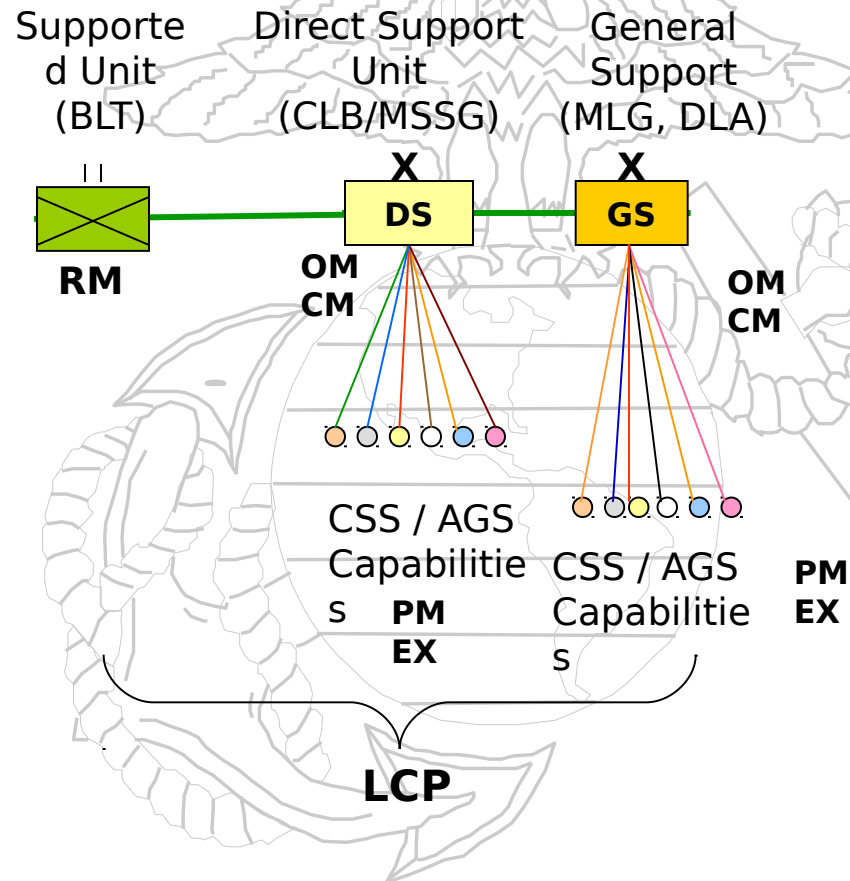 Supporte
d Unit
(BLT)
Direct Support
Unit
(CLB/MSSG)
General
Support
(MLG, DLA)
X
X
DS
GS
RM
OM
CM
OM
CM
CSS / AGS
Capabilitie
s
PM
EX
CSS / AGS
Capabilitie
s
PM
EX
LCP